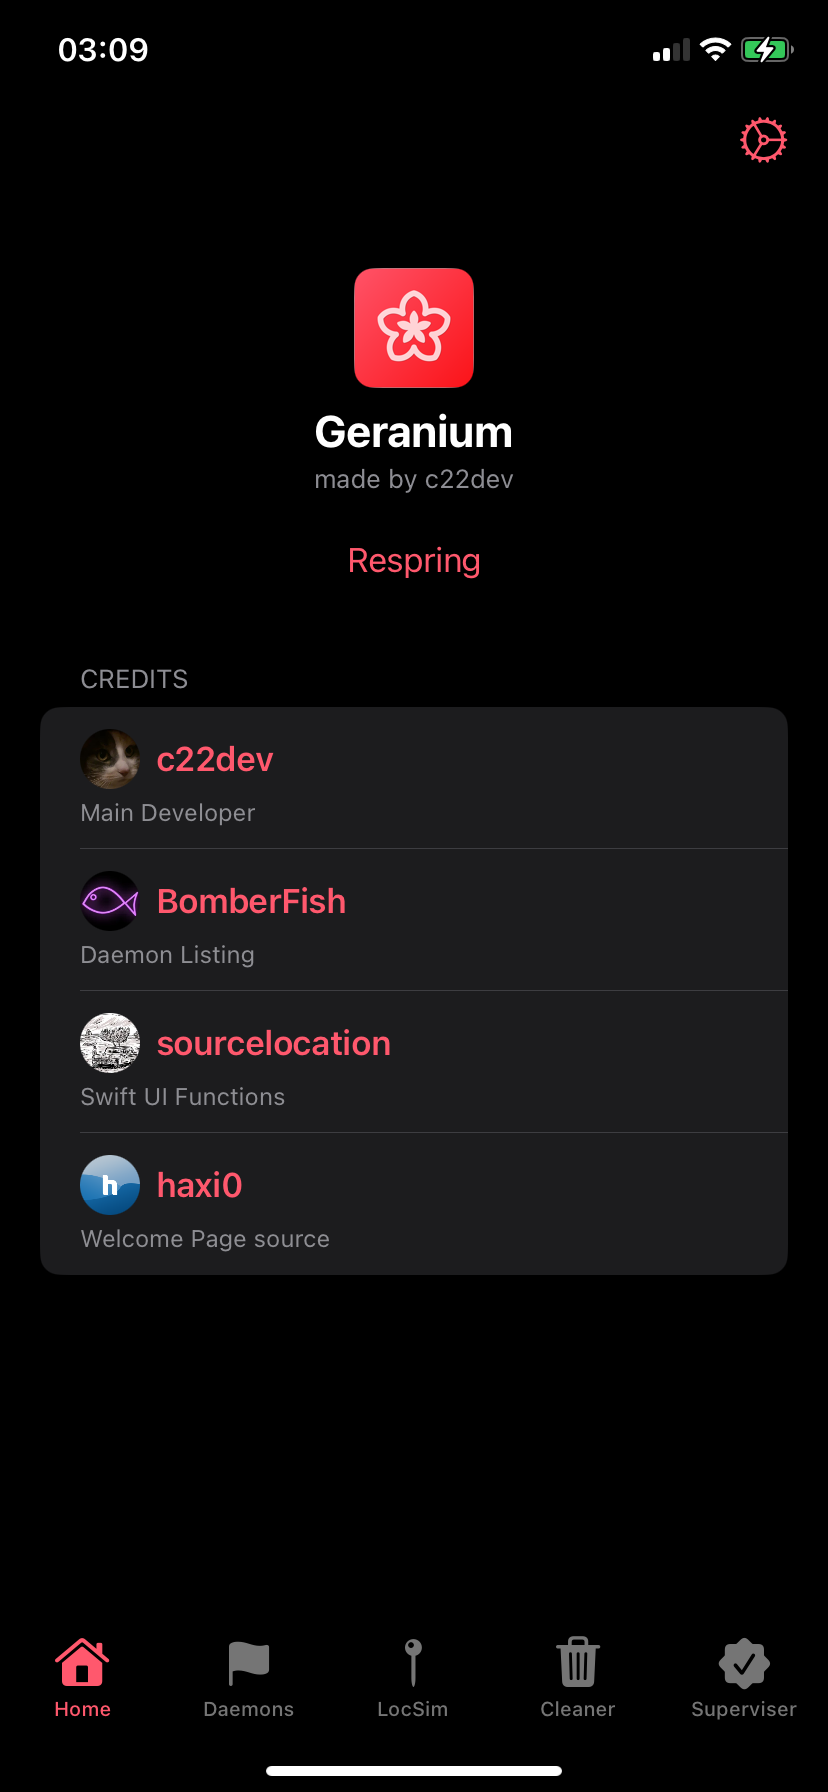 03:09
Geranium
made by c22dev
Respring
CREDITS
c22dev
Main Developer
BomberFish
Daemon Listing
sourcelocation
Swift UI Functions
h
haxi0
Welcome Page source
Home
Daemons
LocSim
Cleaner
Superviser